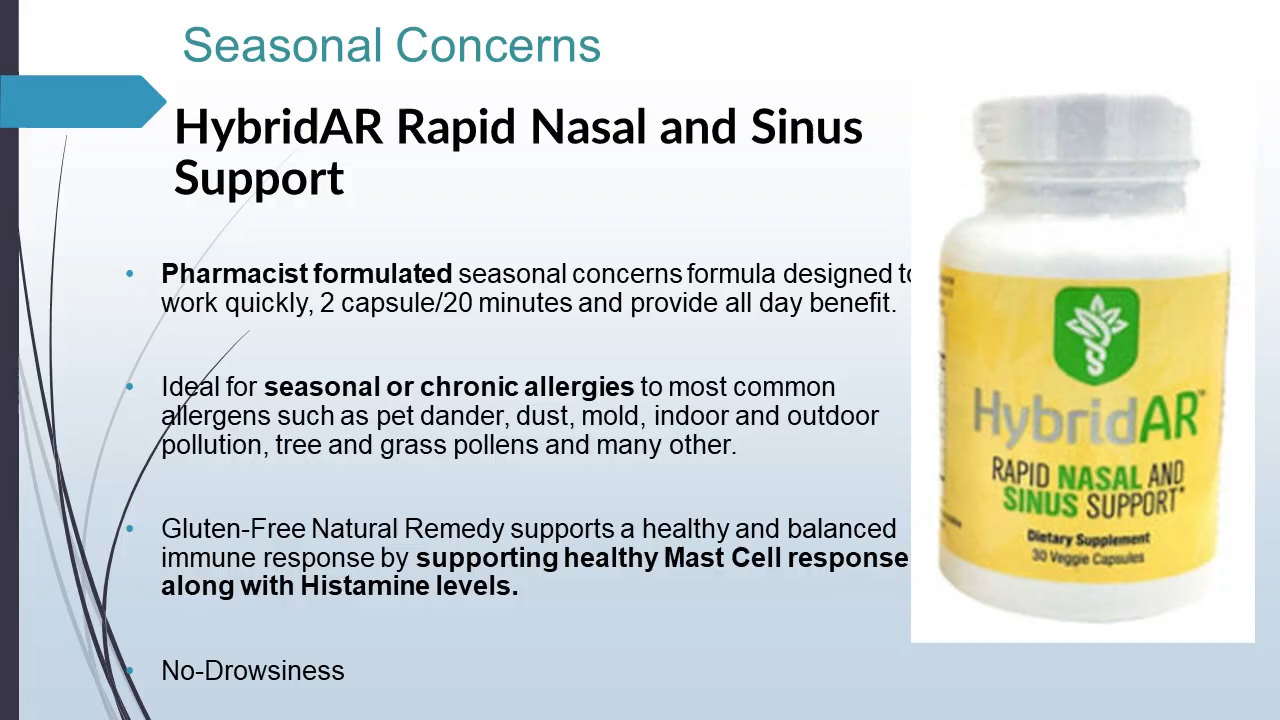 Seasonal Concerns
HybridAR Rapid Nasal and Sinus
Support
• Pharmacist formulated seasonal concerns formula designed to
work quickly, 2 capsule/20 minutes and provide all day benefit.
• Ideal for seasonal or chronic allergies to most common
allergens such as pet dander, dust, mold, indoor and outdoor
pollution, tree and grass pollens and many other.
• Gluten-Free Natural Remedy supports a healthy and balanced
immune response by supporting healthy Mast Cell response
along with Histamine levels.
• No-Drowsiness
HybridAR™
RAPID NASAL AND
SINUS SUPPORT*
Dietary Supplement
30 Veggie Capsules